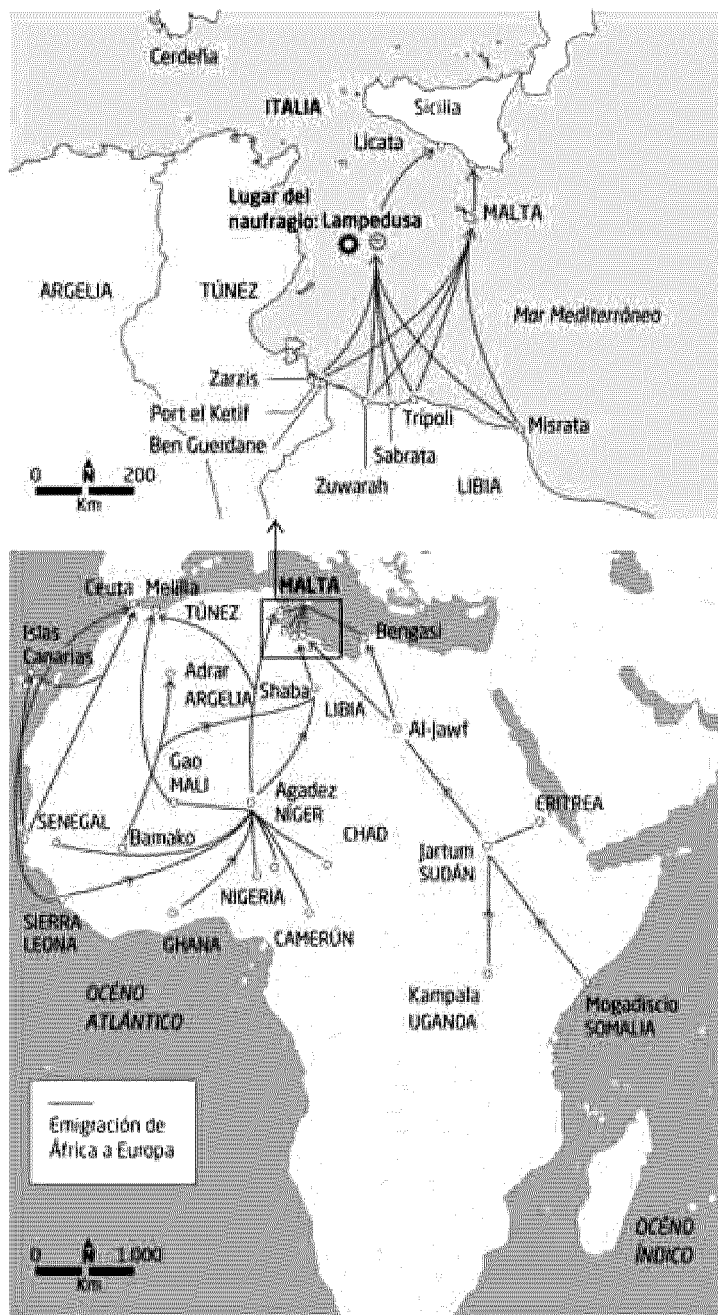 Cerdeña
ITALIA
Sicilia
Licata
Lugar del
naufragio: Lampedusa
MALTA
ARGELIA
TÚNEZ
Mar Mediterráneo
Zarzis
Port el Ketif
Ben Guerdane
Trípoli
Misrata
Sabrata
Zuwarah
LIBIA
0 N 200
Km
Ceuta Melilla
MALTA
TÚNEZ
Islas
Canarias
Bengasi
Adrar
ARGELIA
Shaba
LIBIA
Al-jawf
Gao
MALI
Agadez
NÍGER
ERITREA
SENEGAL
Bamako
CHAD
Jartum
SUDÁN
NIGERIA
SIERRA
LEONA
GHANA
CAMERÚN
OCÉNO
ATLÁNTICO
Kampala
UGANDA
Mogadiscio
SOMALIA
Emigración de
África a Europa
OCÉNO
ÍNDICO
0 N 1.000
Km